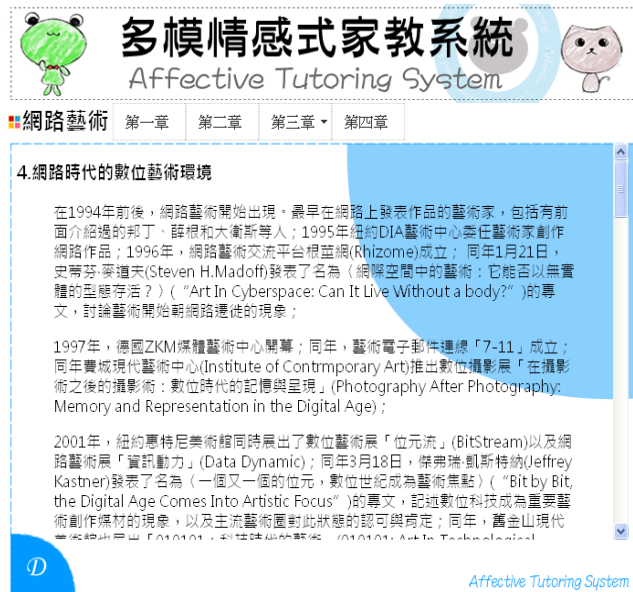 多模情感式家教系統
Affective Tutoring System
網路藝術 第一章 第二章 第三章 第四章
4.網路時代的數位藝術環境
在1994年前後，網路藝術開始出現。最早在網路上發表作品的藝術家，包括有前
面介紹過的邦丁、薛根和大衛斯等人；1995年紐約DIA藝術中心委任藝術家創作
網路作品；1996年，網路藝術交流平台根莖網(Rhizome)成立； 同年1月21日，
史蒂芬·麥道夫(Steven H.Madoff)發表了名為〈網際空間中的藝術：它能否以無實
體的型態存活？〉(“Art In Cyberspace: Can It Live Without a body?”)的專
文，討論藝術開始朝網路遷徙的現象；
1997年，德國ZKM媒體藝術中心開幕；同年，藝術電子郵件連線「7-11」成立；
同年費城現代藝術中心(Institute of Contrmporary Art)推出數位攝影展「在攝影
術之後的攝影術：數位時代的記憶與呈現」(Photography After Photography:
Memory and Representation in the Digital Age)；
2001年，紐約惠特尼美術館同時展出了數位藝術展「位元流」(BitStream)以及網
路藝術展「資訊動力」(Data Dynamic)；同年3月18日，傑弗瑞·凱斯特納(Jeffrey
Kastner)發表了名為〈一個又一個的位元，數位世紀成為藝術焦點〉(“Bit by Bit,
the Digital Age Comes Into Artistic Focus”)的專文，記述數位科技成為重要藝
術創作媒材的現象，以及主流藝術圈對此狀態的認可與肯定；同年，舊金山現代
美術館也展出「010101：科技時代的藝術」(010101: Art In Technological
D
Affective Tutoring System